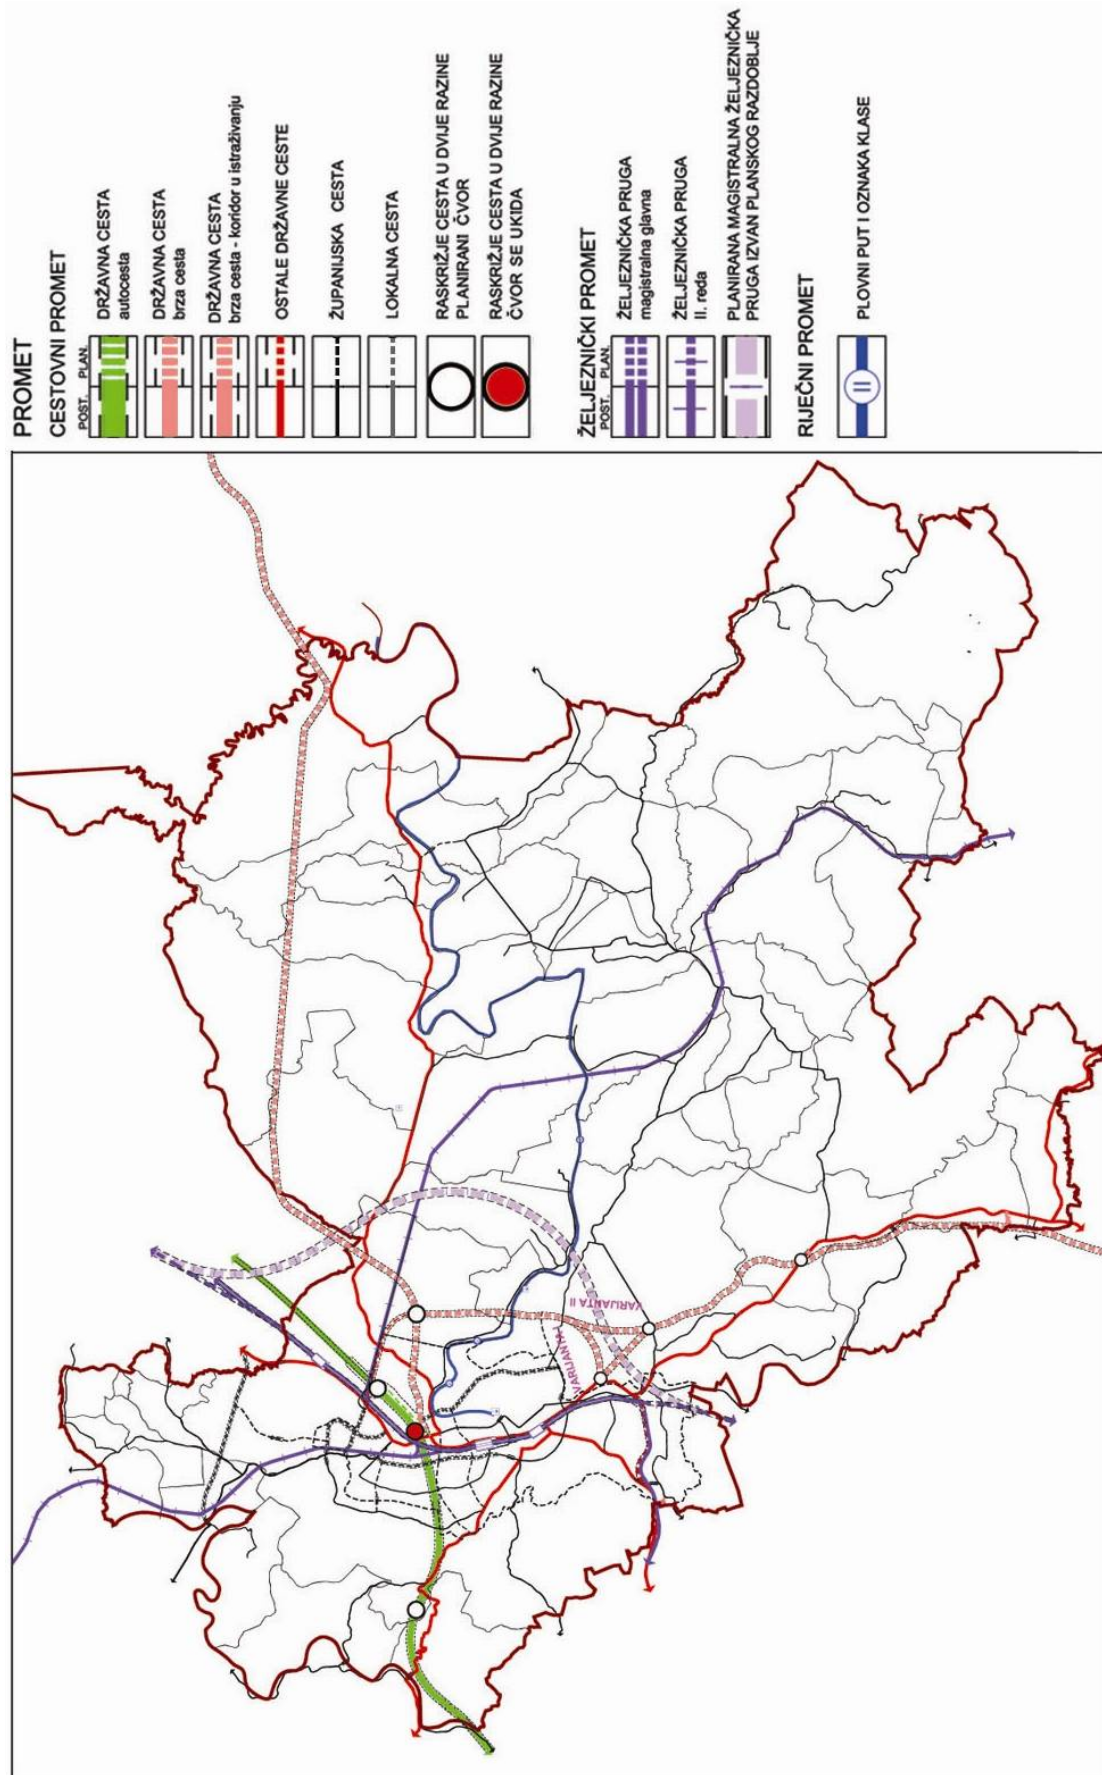 PROMET
CESTOVNI PROMET
POST. PLAN.
DRŽAVNA CESTA
autocesta
DRŽAVNA CESTA
brza cesta
DRŽAVNA CESTA
brza cesta - koridor u istraživanju
OSTALE DRŽAVNE CESTE
ŽUPANIJSKA CESTA
LOKALNA CESTA
RASKRIŽJE CESTA U DVIJE RAZINE
PLANIRANI ČVOR
RASKRIŽJE CESTA U DVIJE RAZINE
ČVOR SE UKIDA
ŽELJEZNIČKI PROMET
POST. PLAN.
ŽELJEZNIČKA PRUGA
magistralna glavna
ŽELJEZNIČKA PRUGA
II. reda
PLANIRANA MAGISTRALNA ŽELJEZNIČKA
PRUGA IZVAN PLANSKOG RAZDOBLJE
RIJEČNI PROMET
II
PLOVNI PUT I OZNAKA KLASE
VARIJANTA I
VARIJANTA II